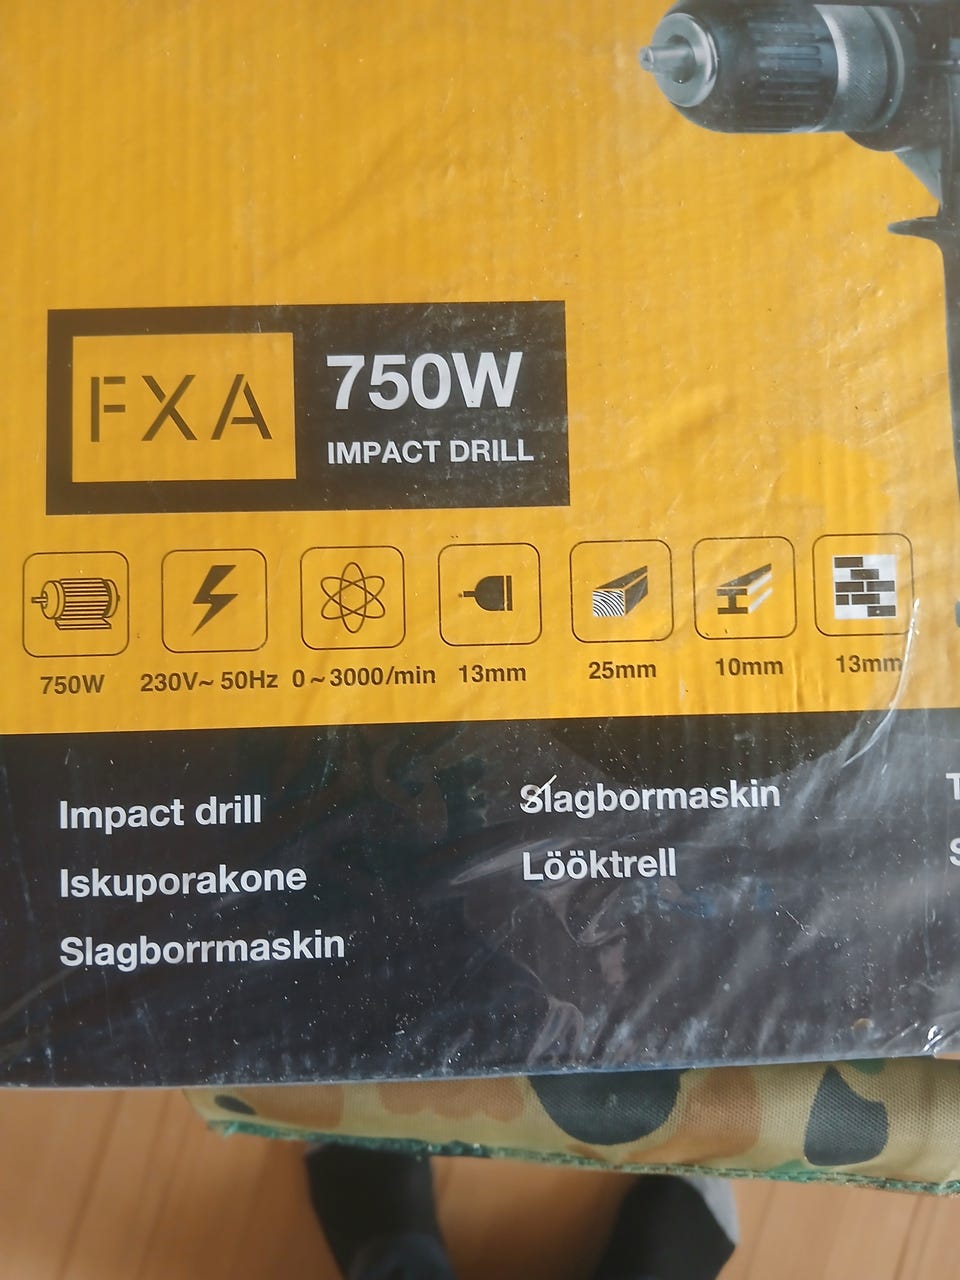 FXA
750W
IMPACT DRILL
750W
230V~ 50Hz
0~3000/min
13mm
25mm
10mm
13mm
Impact drill
Iskuporakone
Slagborrmaskin
Slagbormaskin
Lööktrell